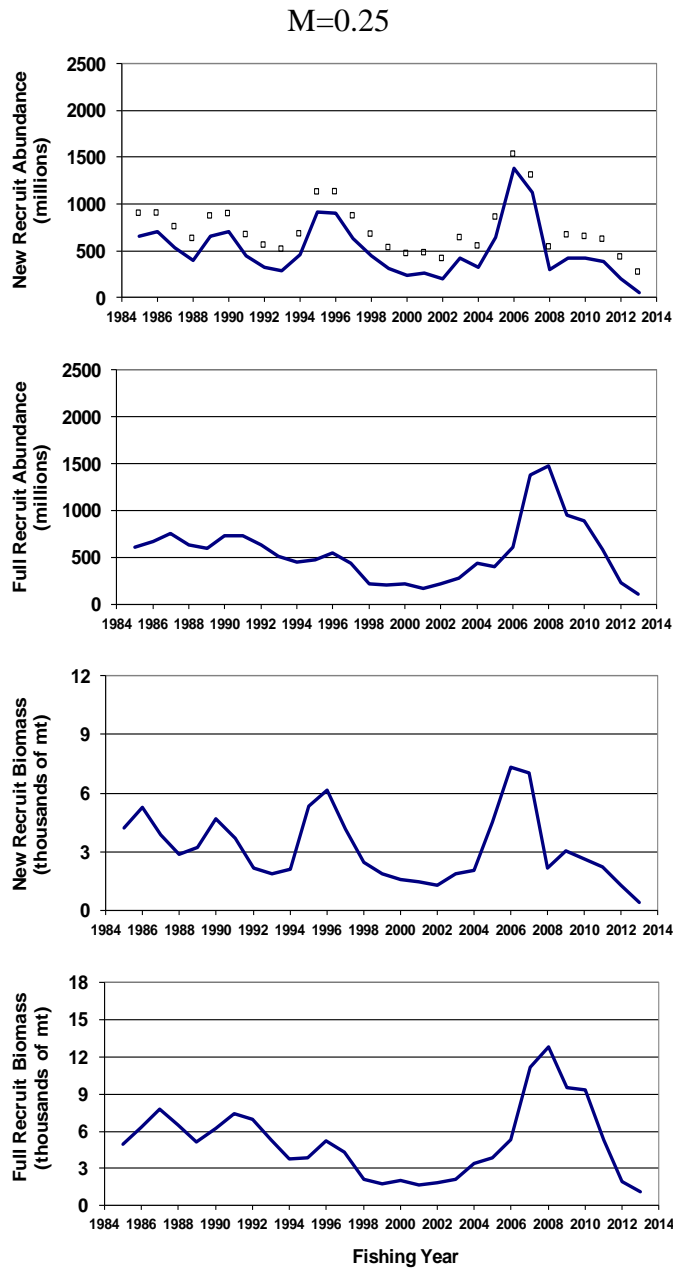 M=0.25
New Recruit Abundance
(millions)
2500
2000
1500
1000
500
0
1984 1986 1988 1990 1992 1994 1996 1998 2000 2002 2004 2006 2008 2010 2012 2014
Full Recruit Abundance
(millions)
2500
2000
1500
1000
500
0
1984 1986 1988 1990 1992 1994 1996 1998 2000 2002 2004 2006 2008 2010 2012 2014
New Recruit Biomass
(thousands of mt)
12
9
6
3
0
1984 1986 1988 1990 1992 1994 1996 1998 2000 2002 2004 2006 2008 2010 2012 2014
Full Recruit Biomass
(thousands of mt)
18
15
12
9
6
3
0
1984 1986 1988 1990 1992 1994 1996 1998 2000 2002 2004 2006 2008 2010 2012 2014
Fishing Year